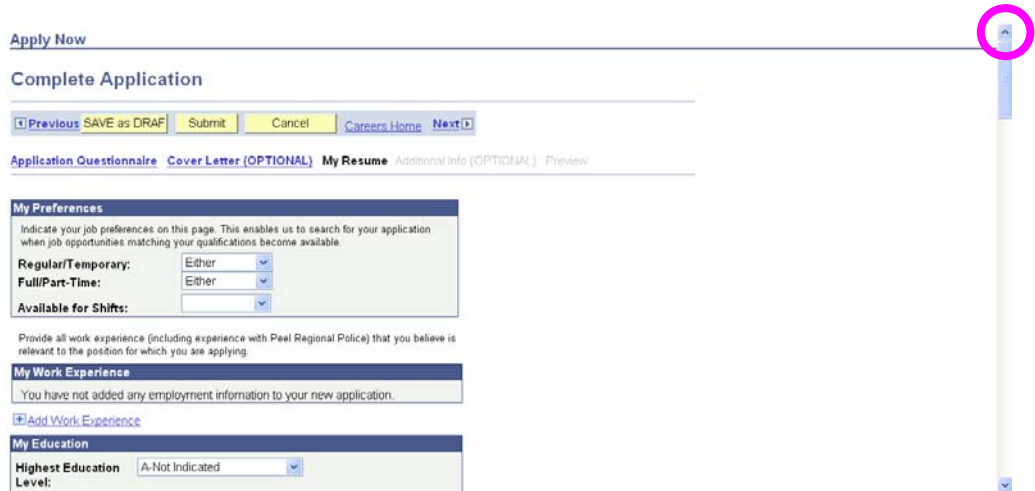 Apply Now
Complete Application
Previous SAVE as DRAF Submit Cancel Careers Home Next
Application Questionnaire Cover Letter (OPTIONAL) My Resume Additional Info (OPTIONAL) Preview
My Preferences
Indicate your job preferences on this page. This enables us to search for your application
when job opportunities matching your qualifications become available.
Regular/Temporary: Either
Full/Part-Time: Either
Available for Shifts:
Provide all work experience (including experience with Peel Regional Police) that you believe is
relevant to the position for which you are applying.
My Work Experience
You have not added any employment information to your new application.
Add Work Experience
My Education
Highest Education A-Not Indicated
Level: